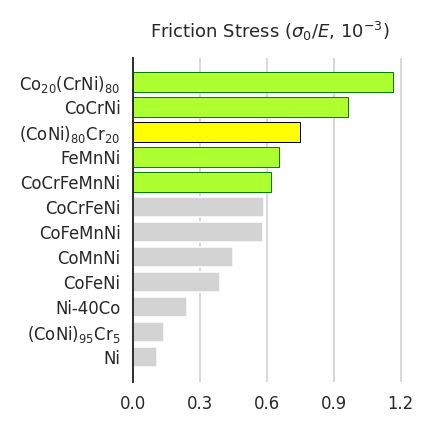 Friction Stress (σ₀/E, 10⁻³)
Co₂₀(CrNi)₈₀
CoCrNi
(CoNi)₈₀Cr₂₀
FeMnNi
CoCrFeMnNi
CoCrFeNi
CoFeMnNi
CoMnNi
CoFeNi
Ni-40Co
(CoNi)₉₅Cr₅
Ni
0.0 0.3 0.6 0.9 1.2